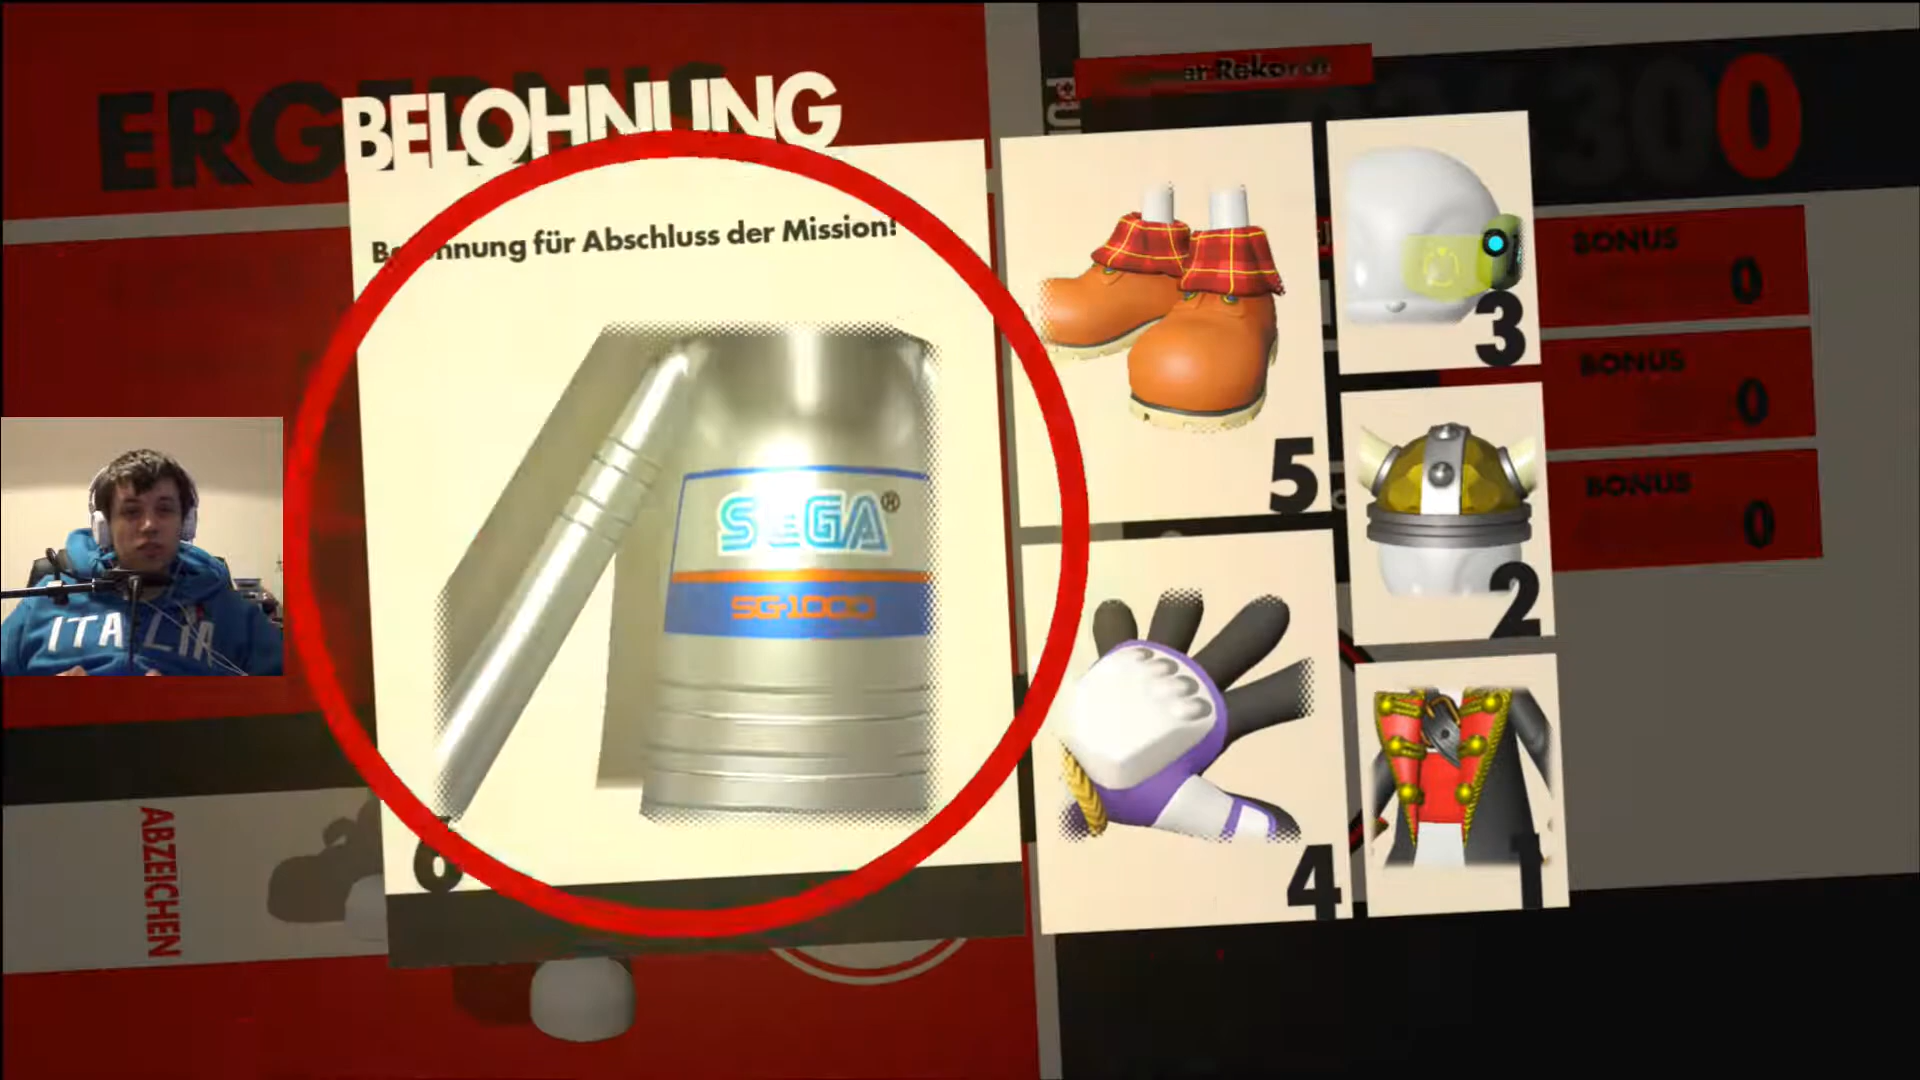 BELOHNUNG
Belohnung für Abschluss der Mission!
SEGA®
SG-1000
6
5
4
3
2
1
300
BONUS
0
BONUS
0
BONUS
0
ABZEICHEN
ITALIA